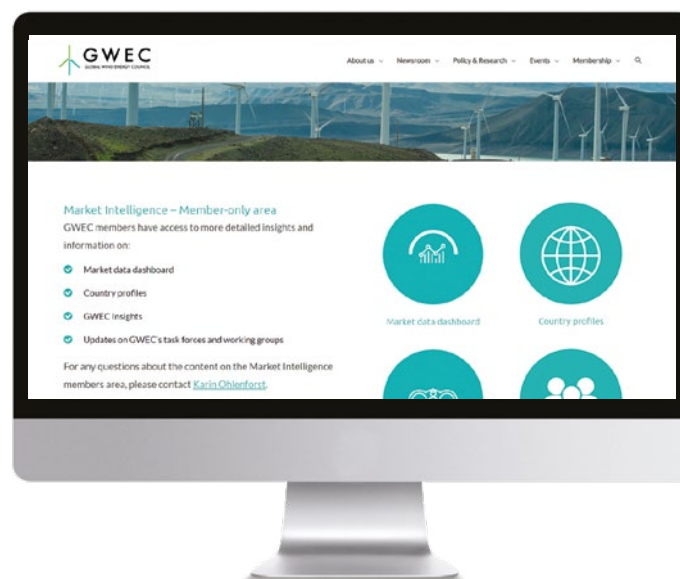 GWEC
GLOBAL WIND ENERGY COUNCIL
About us
Newsroom
Policy & Research
Events
Membership
Market Intelligence – Member-only area
GWEC members have access to more detailed insights and
information on:
Market data dashboard
Country profiles
GWEC Insights
Updates on GWEC's task forces and working groups
For any questions about the content on the Market Intelligence
members area, please contact Karin Ohlenforst.
Market data dashboard
Country profiles